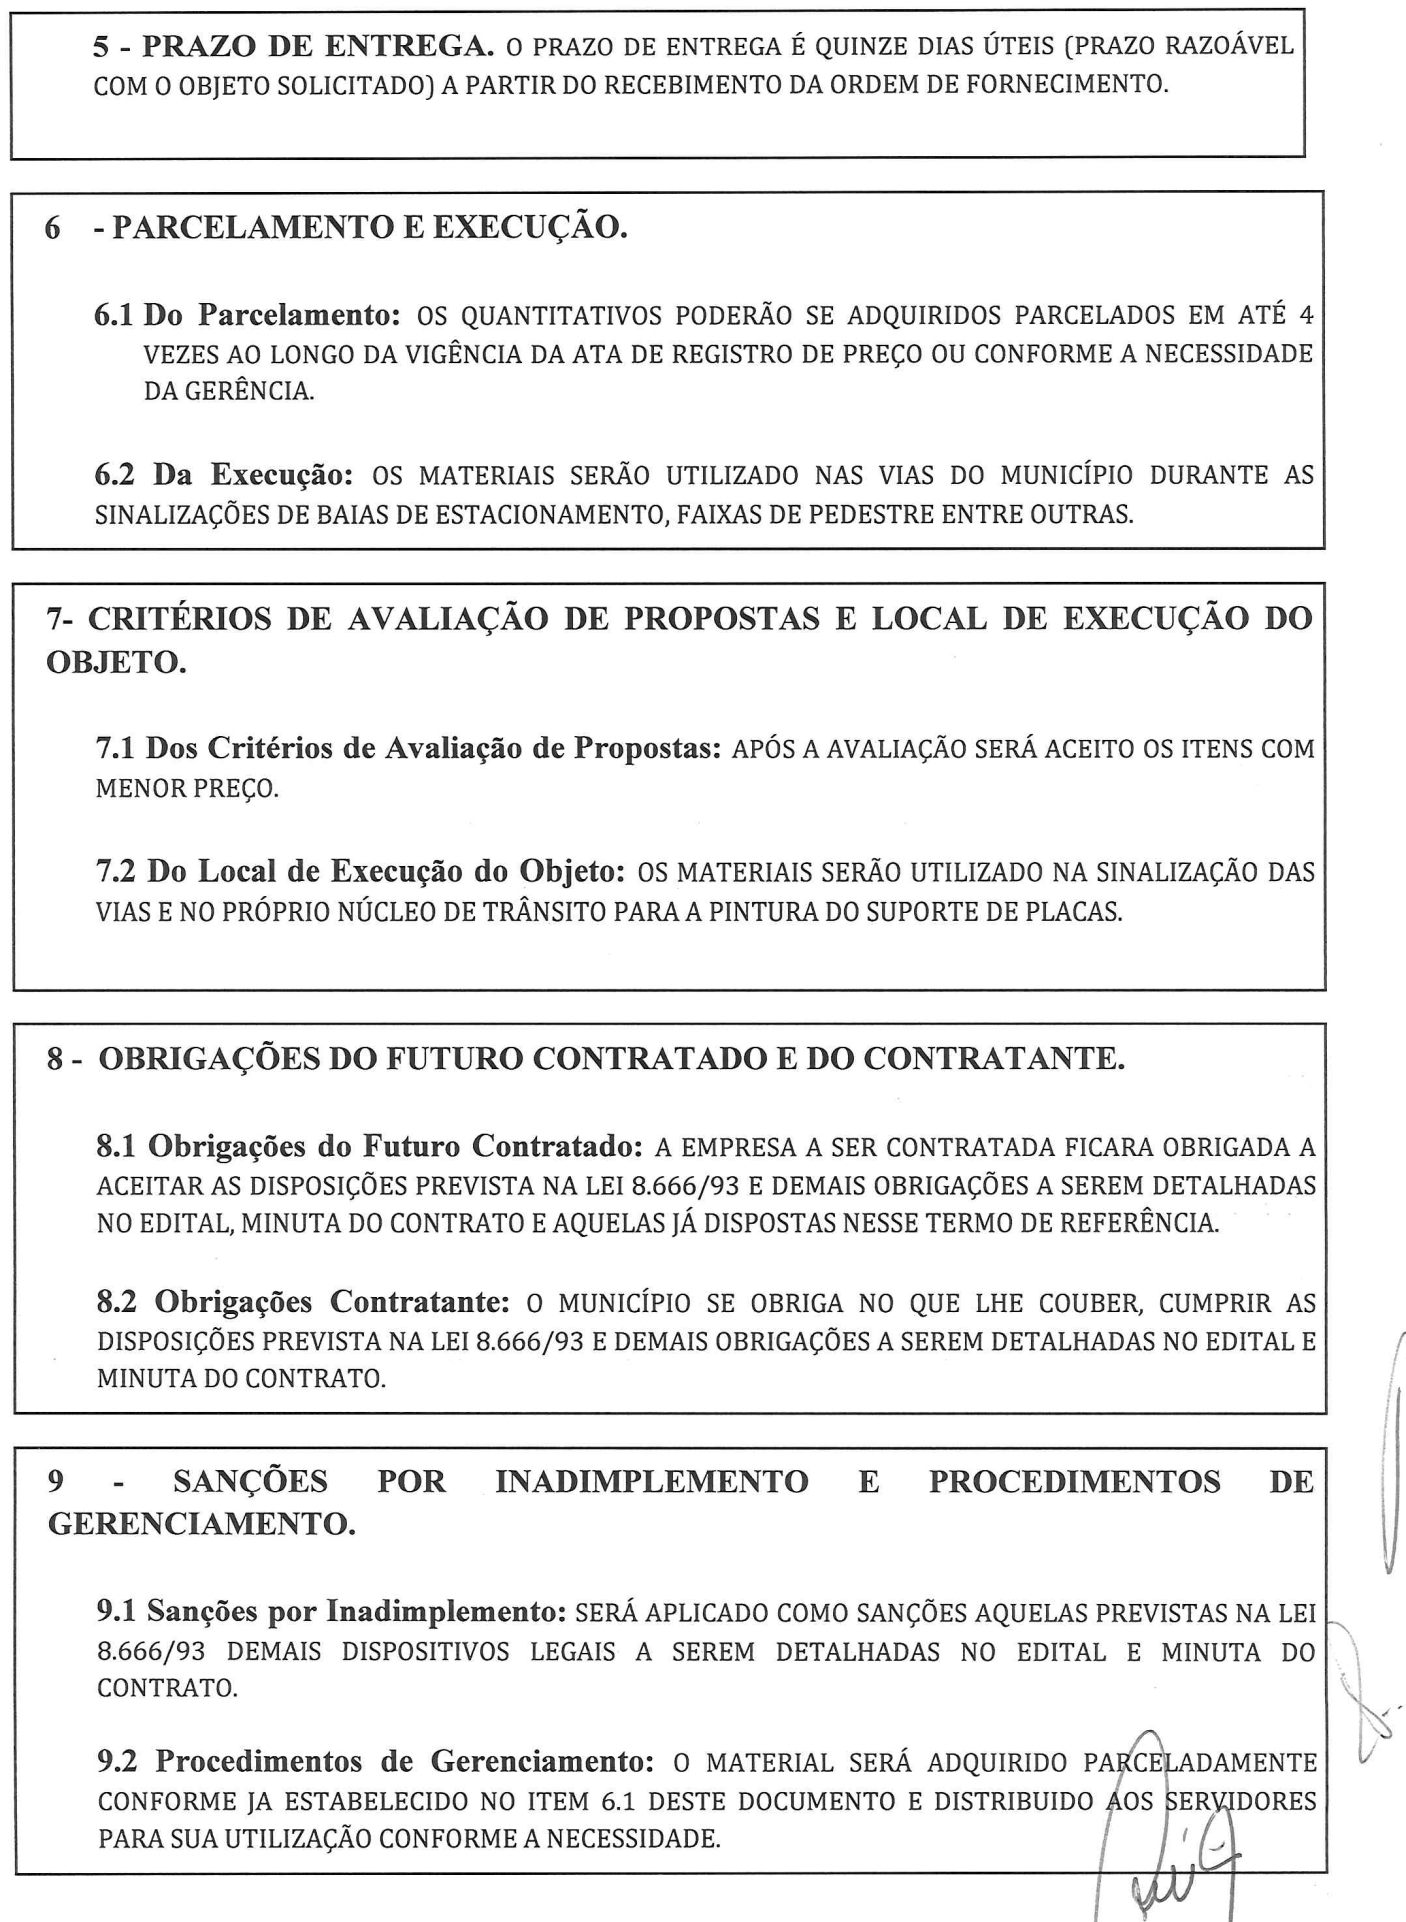 5 - PRAZO DE ENTREGA. O PRAZO DE ENTREGA É QUINZE DIAS ÚTEIS (PRAZO RAZOÁVEL
COM O OBJETO SOLICITADO) A PARTIR DO RECEBIMENTO DA ORDEM DE FORNECIMENTO.
6 - PARCELAMENTO E EXECUÇÃO.
6.1 Do Parcelamento: OS QUANTITATIVOS PODERÃO SE ADQUIRIDOS PARCELADOS EM ATÉ 4
VEZES AO LONGO DA VIGÊNCIA DA ATA DE REGISTRO DE PREÇO OU CONFORME A NECESSIDADE
DA GERÊNCIA.
6.2 Da Execução: OS MATERIAIS SERÃO UTILIZADO NAS VIAS DO MUNICÍPIO DURANTE AS
SINALIZAÇÕES DE BAIAS DE ESTACIONAMENTO, FAIXAS DE PEDESTRE ENTRE OUTRAS.
7- CRITÉRIOS DE AVALIAÇÃO DE PROPOSTAS E LOCAL DE EXECUÇÃO DO
OBJETO.
7.1 Dos Critérios de Avaliação de Propostas: APÓS A AVALIAÇÃO SERÁ ACEITO OS ITENS COM
MENOR PREÇO.
7.2 Do Local de Execução do Objeto: OS MATERIAIS SERÃO UTILIZADO NA SINALIZAÇÃO DAS
VIAS E NO PRÓPRIO NÚCLEO DE TRÂNSITO PARA A PINTURA DO SUPORTE DE PLACAS.
8 - OBRIGAÇÕES DO FUTURO CONTRATADO E DO CONTRATANTE.
8.1 Obrigações do Futuro Contratado: A EMPRESA A SER CONTRATADA FICARA OBRIGADA A
ACEITAR AS DISPOSIÇÕES PREVISTA NA LEI 8.666/93 E DEMAIS OBRIGAÇÕES A SEREM DETALHADAS
NO EDITAL, MINUTA DO CONTRATO E AQUELAS JÁ DISPOSTAS NESSE TERMO DE REFERÊNCIA.
8.2 Obrigações Contratante: O MUNICÍPIO SE OBRIGA NO QUE LHE COUBER, CUMPRIR AS
DISPOSIÇÕES PREVISTA NA LEI 8.666/93 E DEMAIS OBRIGAÇÕES A SEREM DETALHADAS NO EDITAL E
MINUTA DO CONTRATO.
9 - SANÇÕES POR INADIMPLEMENTO E PROCEDIMENTOS DE
GERENCIAMENTO.
9.1 Sanções por Inadimplemento: SERÁ APLICADO COMO SANÇÕES AQUELAS PREVISTAS NA LEI
8.666/93 DEMAIS DISPOSITIVOS LEGAIS A SEREM DETALHADAS NO EDITAL E MINUTA DO
CONTRATO.
9.2 Procedimentos de Gerenciamento: O MATERIAL SERÁ ADQUIRIDO PARCELADAMENTE
CONFORME JA ESTABELECIDO NO ITEM 6.1 DESTE DOCUMENTO E DISTRIBUIDO AOS SERVIDORES
PARA SUA UTILIZAÇÃO CONFORME A NECESSIDADE.